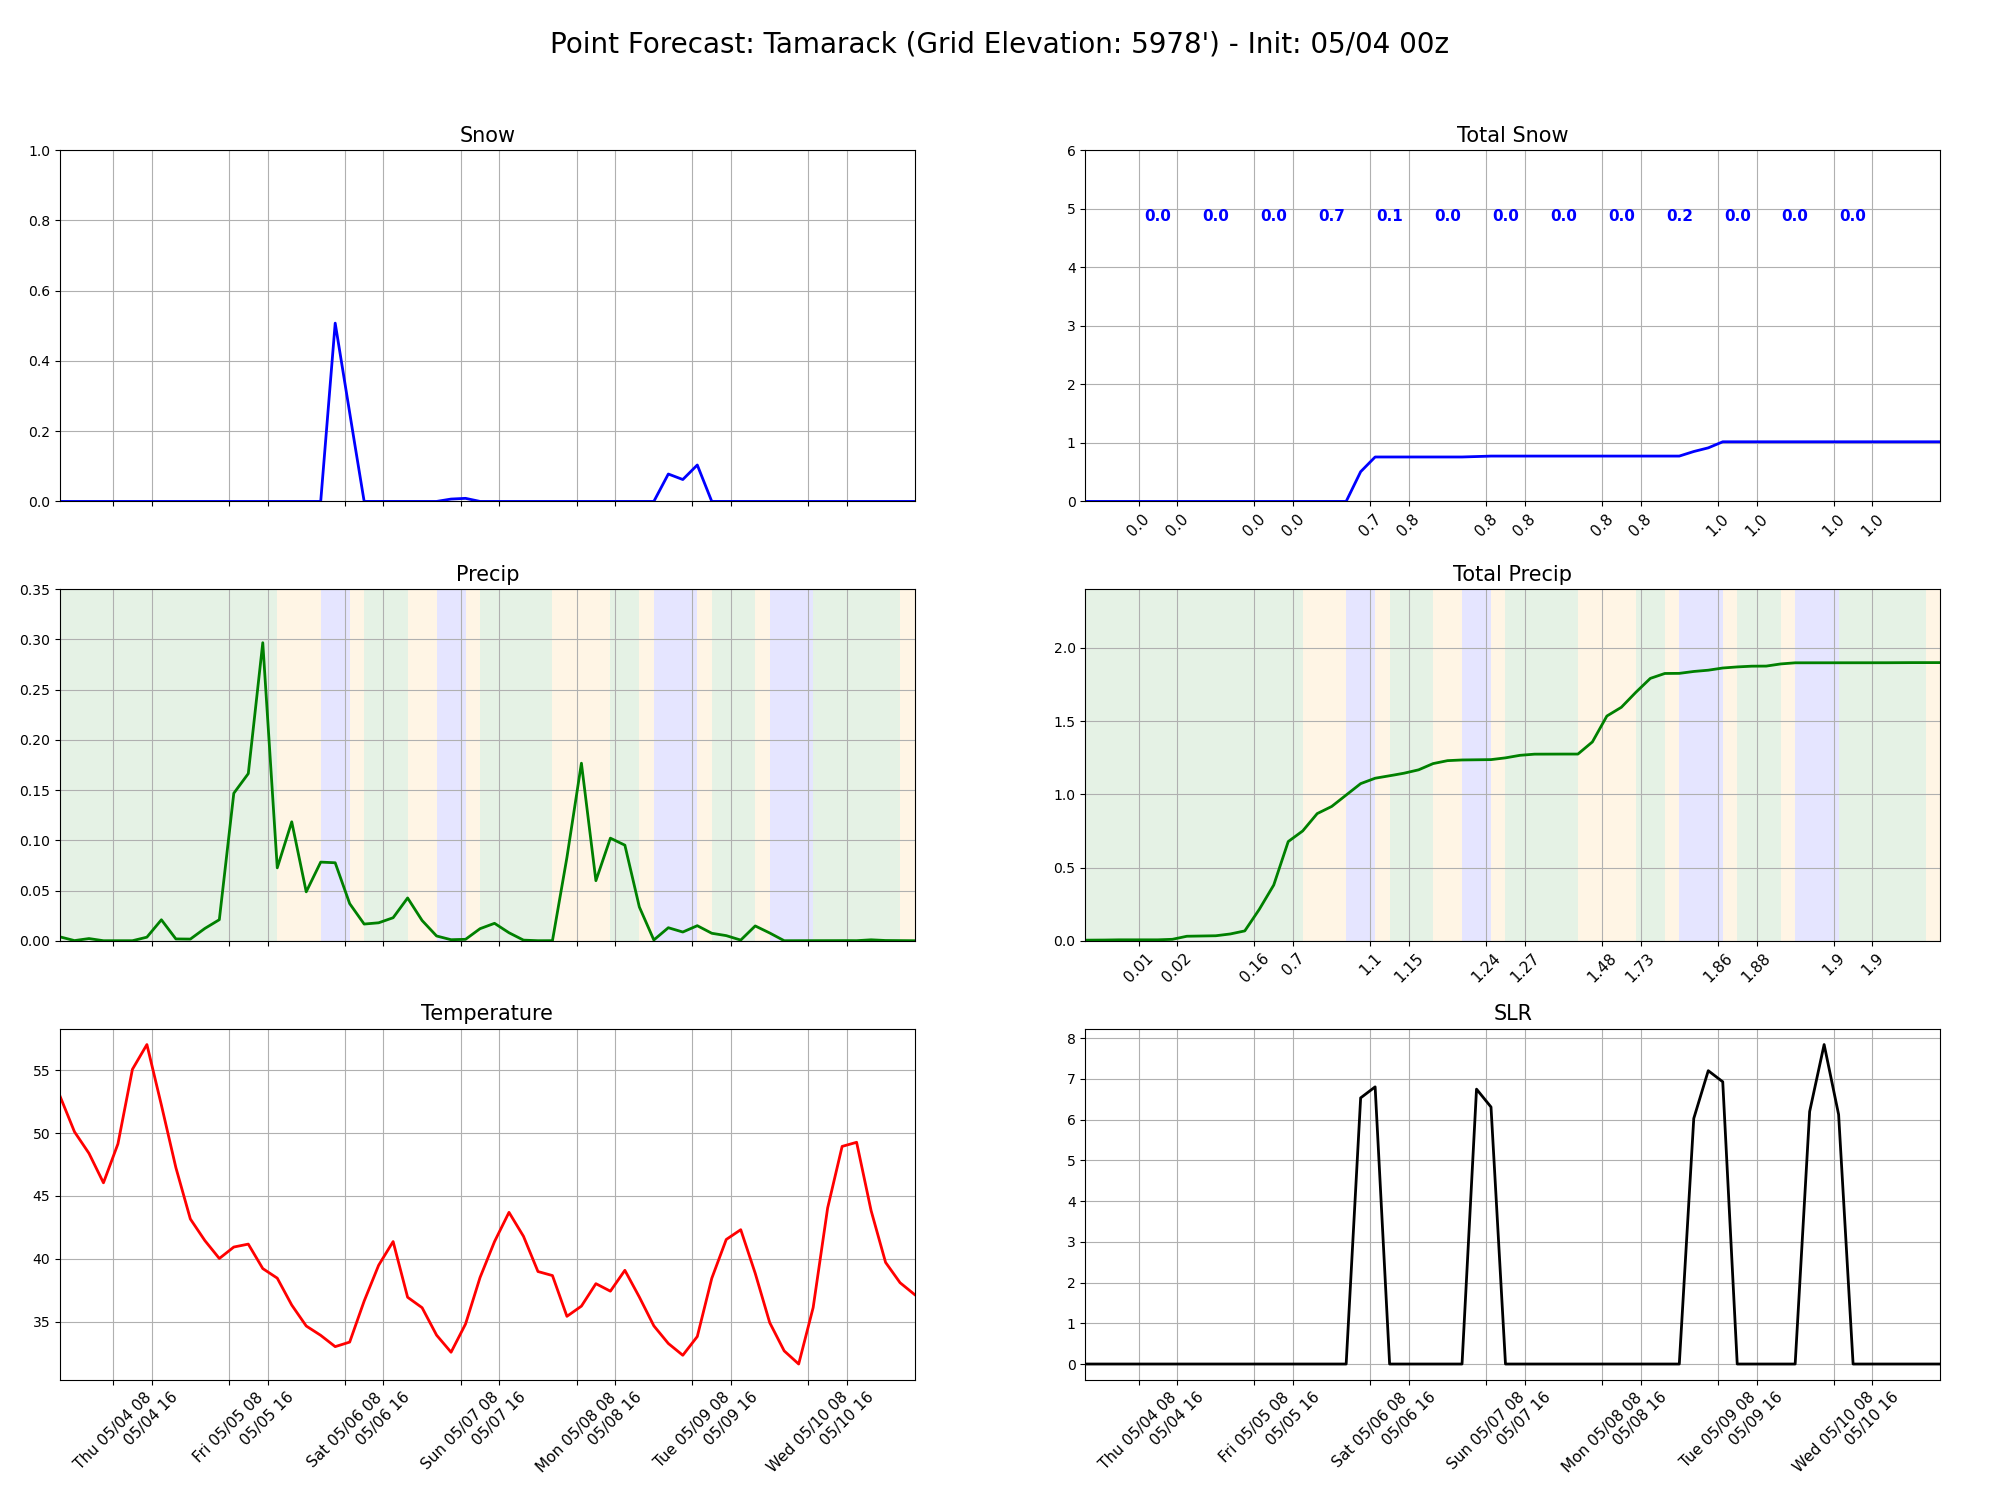 Point Forecast: Tamarack (Grid Elevation: 5978') - Init: 05/04 00z
Snow
1.0
0.8
0.6
0.4
0.2
0.0
Total Snow
6
5
4
3
2
1
0
0.0 0.0 0.0 0.7 0.1 0.0 0.0 0.0 0.0 0.2 0.0 0.0 0.0
0.0 0.0 0.0 0.0 0.7 0.8 0.8 0.8 0.8 0.8 1.0 1.0 1.0 1.0
Precip
0.35
0.30
0.25
0.20
0.15
0.10
0.05
0.00
Total Precip
2.0
1.5
1.0
0.5
0.0
0.01 0.02 0.16 0.7 1.1 1.15 1.24 1.27 1.48 1.73 1.86 1.88 1.9 1.9
Temperature
55
50
45
40
35
Thu 05/04 08
05/04 16
Fri 05/05 08
05/05 16
Sat 05/06 08
05/06 16
Sun 05/07 08
05/07 16
Mon 05/08 08
05/08 16
Tue 05/09 08
05/09 16
Wed 05/10 08
05/10 16
SLR
8
7
6
5
4
3
2
1
0
Thu 05/04 08
05/04 16
Fri 05/05 08
05/05 16
Sat 05/06 08
05/06 16
Sun 05/07 08
05/07 16
Mon 05/08 08
05/08 16
Tue 05/09 08
05/09 16
Wed 05/10 08
05/10 16